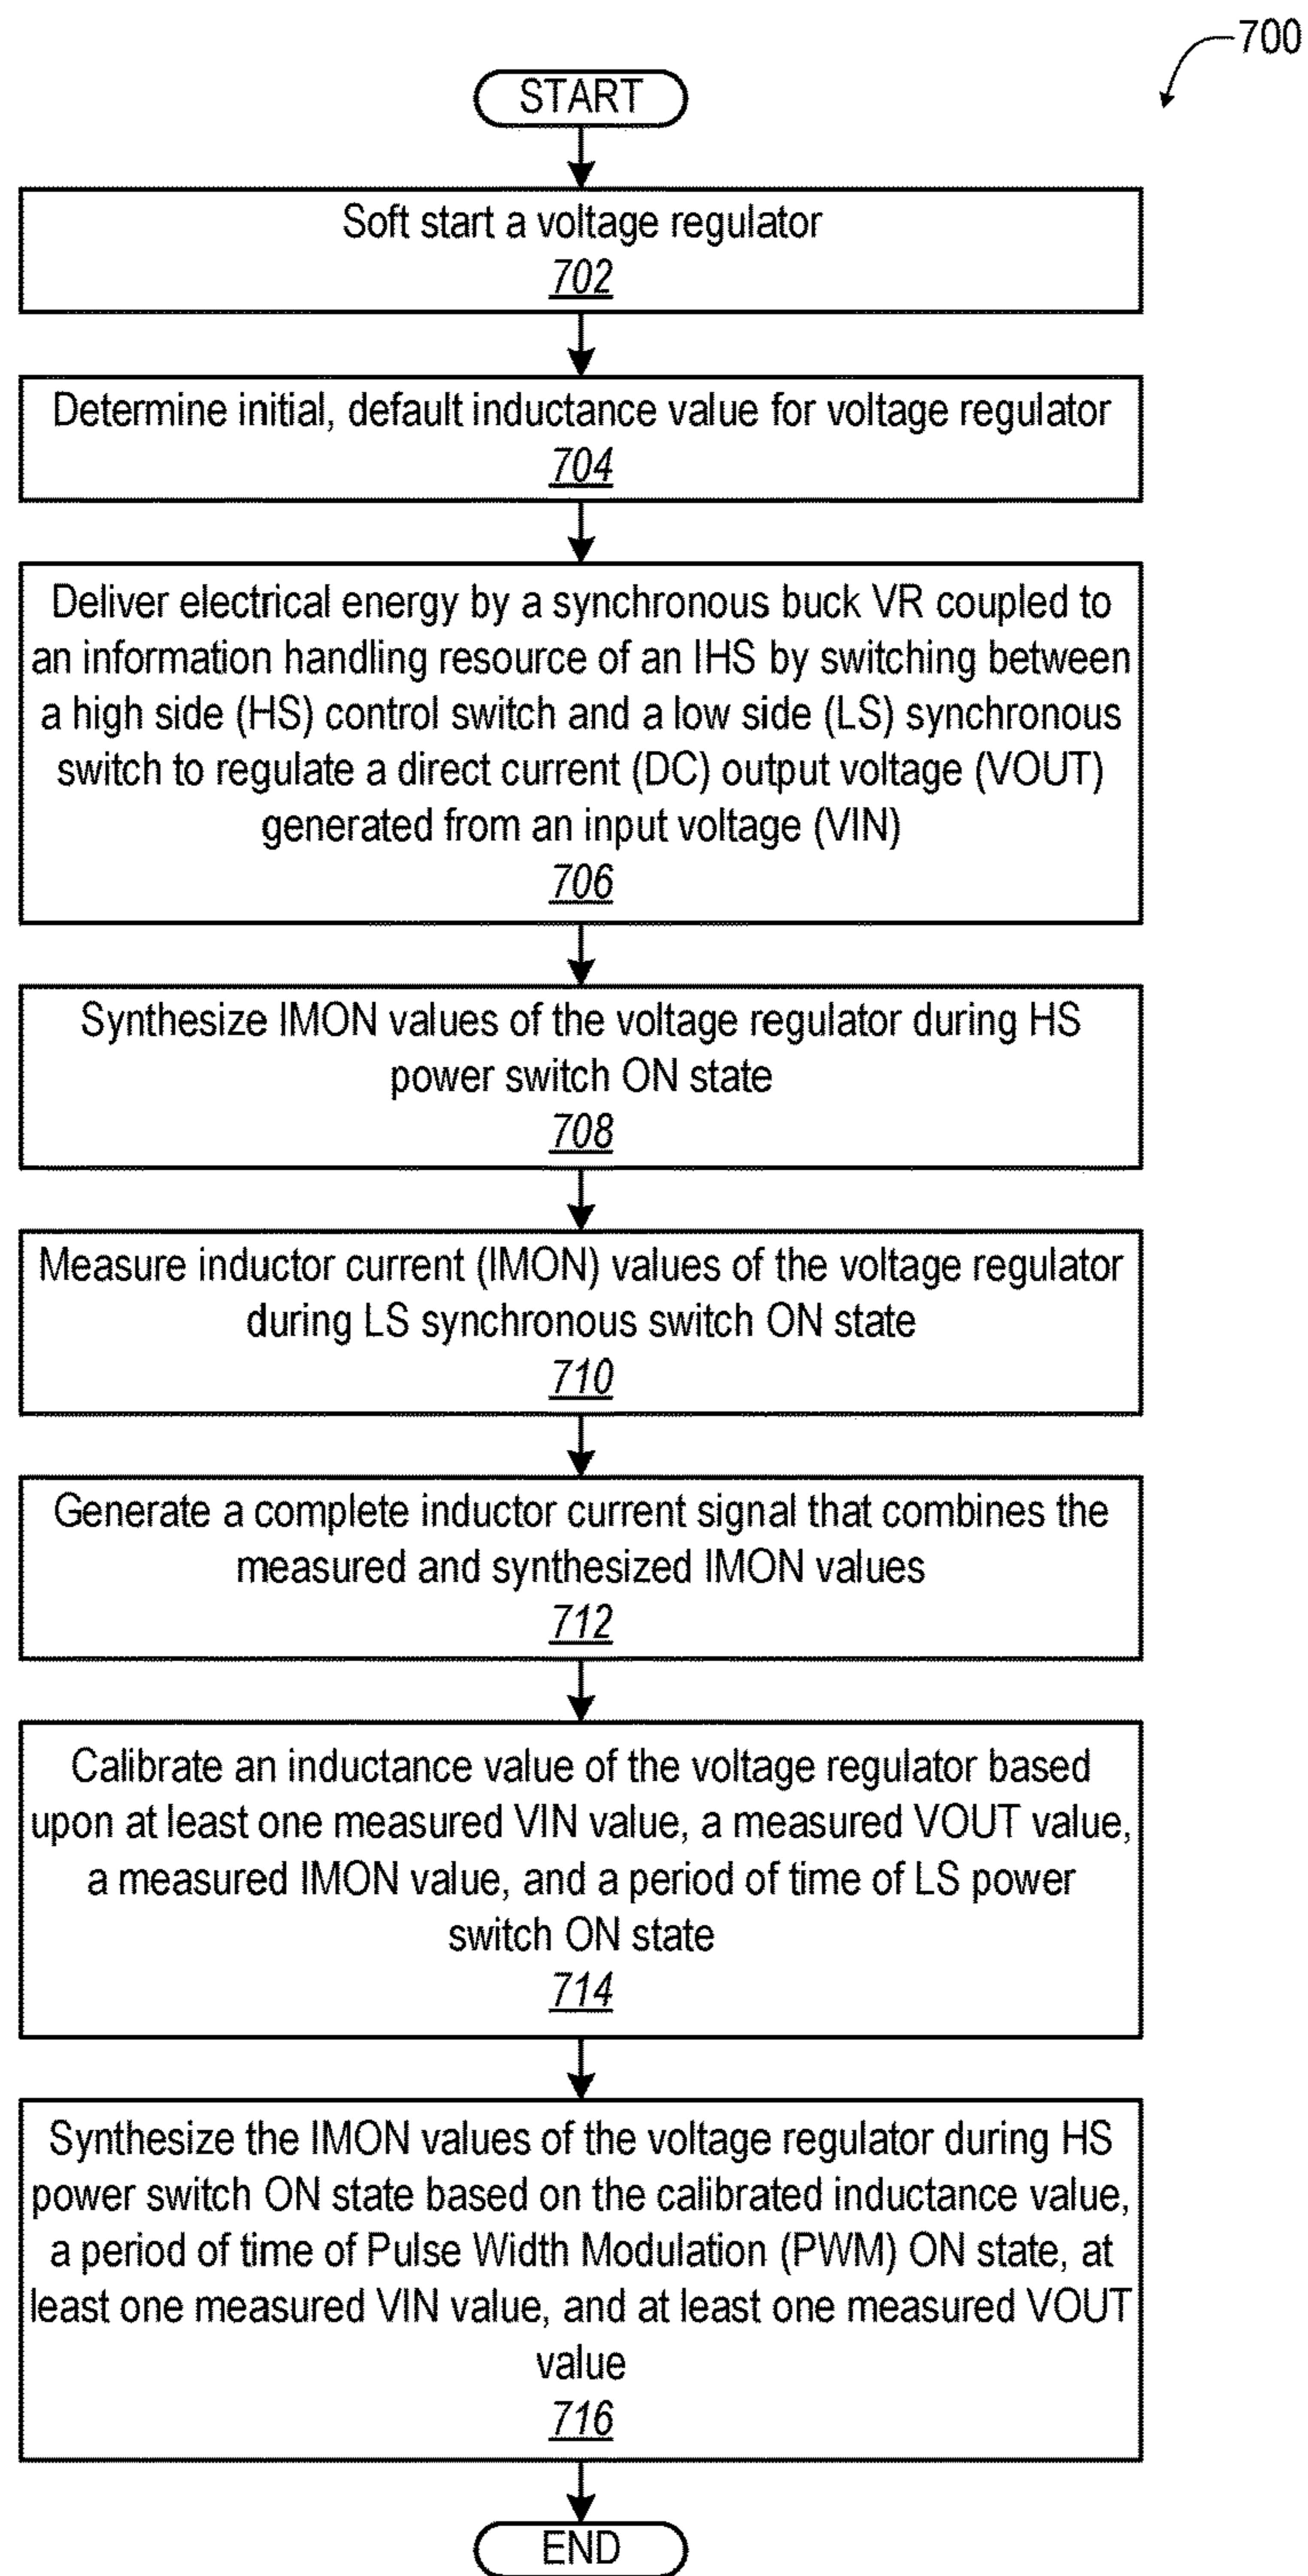 700
START
Soft start a voltage regulator
702
Determine initial, default inductance value for voltage regulator
704
Deliver electrical energy by a synchronous buck VR coupled to
an information handling resource of an IHS by switching between
a high side (HS) control switch and a low side (LS) synchronous
switch to regulate a direct current (DC) output voltage (VOUT)
generated from an input voltage (VIN)
706
Synthesize IMON values of the voltage regulator during HS
power switch ON state
708
Measure inductor current (IMON) values of the voltage regulator
during LS synchronous switch ON state
710
Generate a complete inductor current signal that combines the
measured and synthesized IMON values
712
Calibrate an inductance value of the voltage regulator based
upon at least one measured VIN value, a measured VOUT value,
a measured IMON value, and a period of time of LS power
switch ON state
714
Synthesize the IMON values of the voltage regulator during HS
power switch ON state based on the calibrated inductance value,
a period of time of Pulse Width Modulation (PWM) ON state, at
least one measured VIN value, and at least one measured VOUT
value
716
END